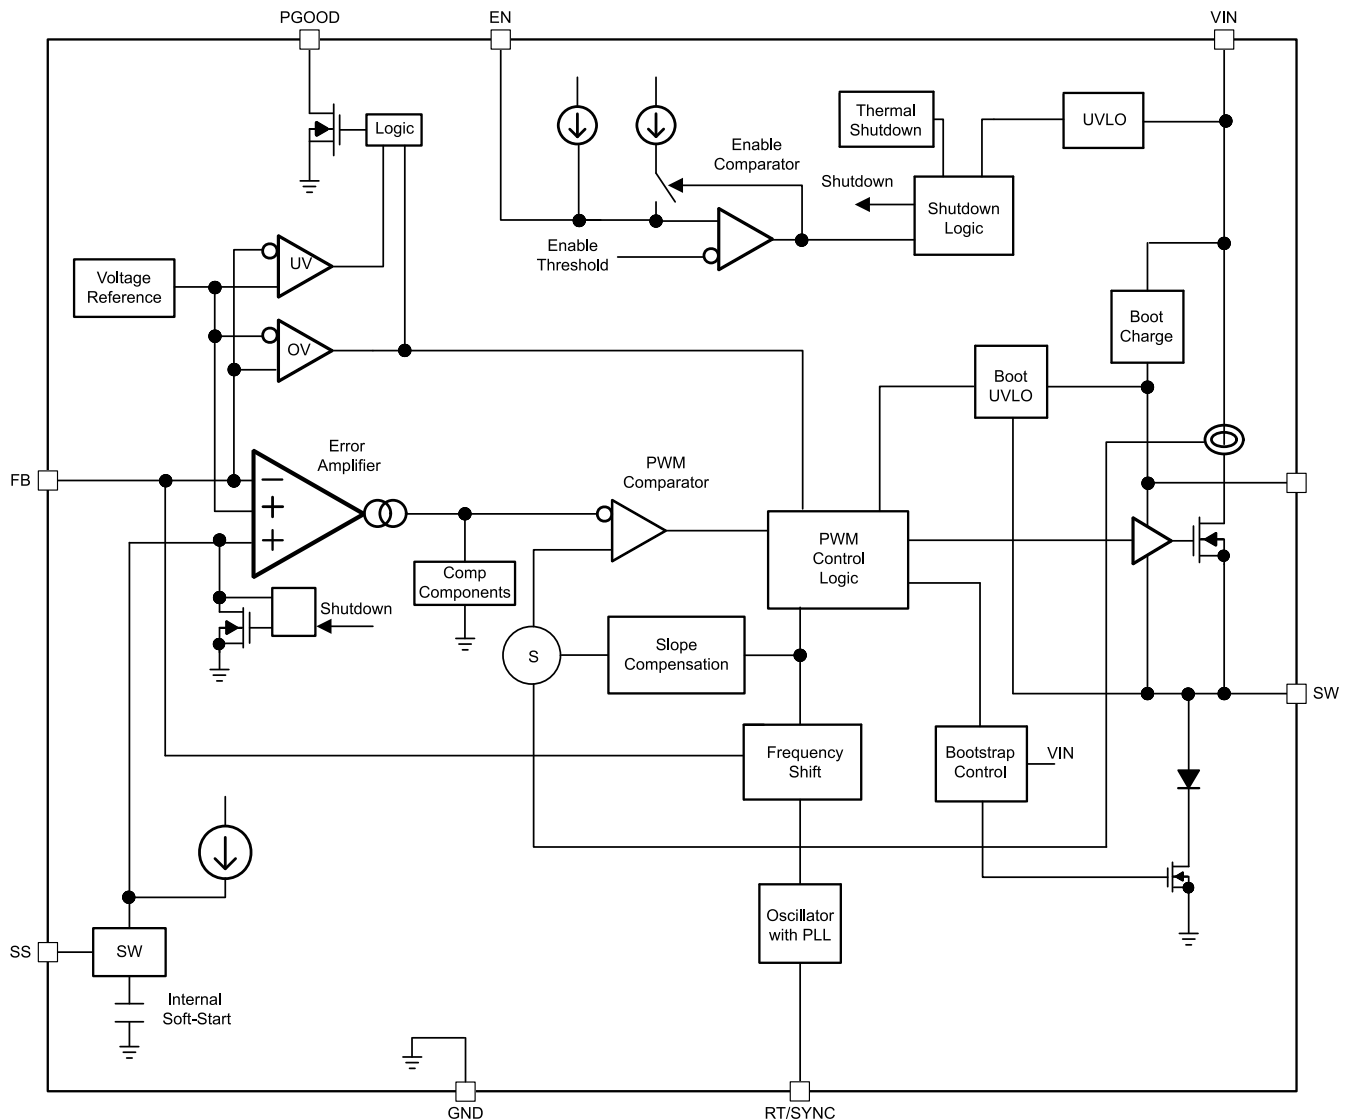 PGOOD
EN
VIN
Logic
Thermal
Shutdown
UVLO
Enable
Comparator
Shutdown
Shutdown
Logic
Enable
Threshold
UV
Voltage
Reference
OV
Boot
Charge
Boot
UVLO
Error
Amplifier
PWM
Comparator
FB
−
+
+
PWM
Control
Logic
Comp
Components
Shutdown
S
Slope
Compensation
SW
Frequency
Shift
Bootstrap
Control
VIN
Oscillator
with PLL
SS
SW
Internal
Soft-Start
GND
RT/SYNC